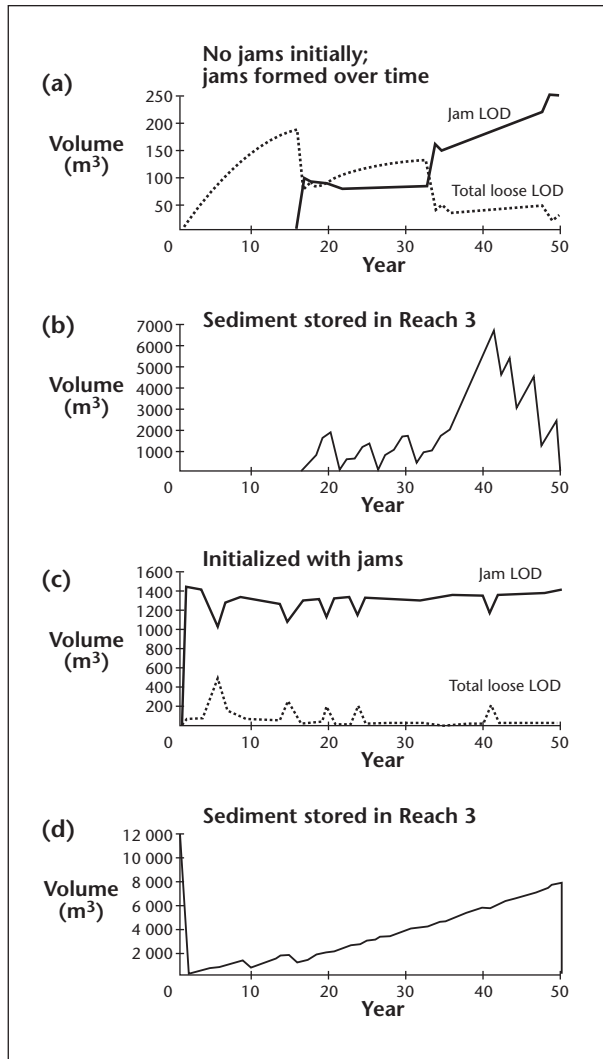 (a)
No jams initially;
jams formed over time
Volume
(m³)
250
200
150
100
50
Jam LOD
Total loose LOD
0 10 20 30 40 50
Year
(b)
Sediment stored in Reach 3
Volume
(m³)
7000
6000
5000
4000
3000
2000
1000
0 10 20 30 40 50
Year
(c)
Initialized with jams
Volume
(m³)
1600
1400
1200
1000
800
600
400
200
Jam LOD
Total loose LOD
0 10 20 30 40 50
Year
(d)
Sediment stored in Reach 3
Volume
(m³)
12 000
10 000
8 000
6 000
4 000
2 000
0 10 20 30 40 50
Year